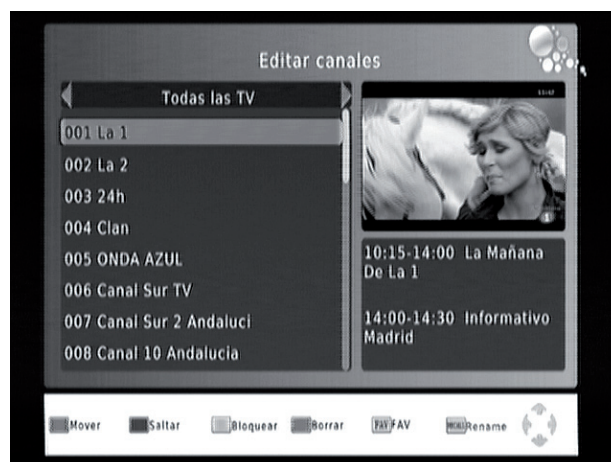 Editar canales
Todas las TV
001 La 1
002 La 2
003 24h
004 Clan
005 ONDA AZUL
006 Canal Sur TV
007 Canal Sur 2 Andaluci
008 Canal 10 Andalucia
1
10:15-14:00 La Mañana
De La 1
14:00-14:30 Informativo
Madrid
Mover Saltar Bloquear Borrar FAV FAV Rename